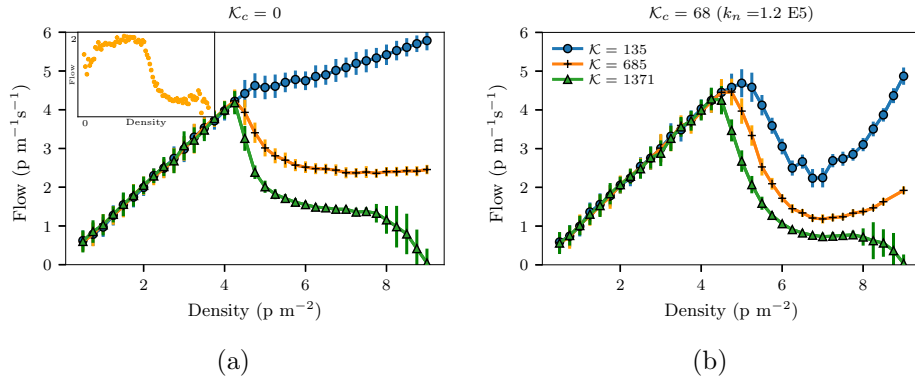 𝒦c = 0
6
5
4
3
2
1
0
Flow (p m−1s−1)
2
Flow
0
Density
2
4
6
8
Density (p m−2)
(a)
𝒦c = 68 (kn =1.2 E5)
6
5
4
3
2
1
0
Flow (p m−1s−1)
𝒦 = 135
𝒦 = 685
𝒦 = 1371
2
4
6
8
Density (p m−2)
(b)